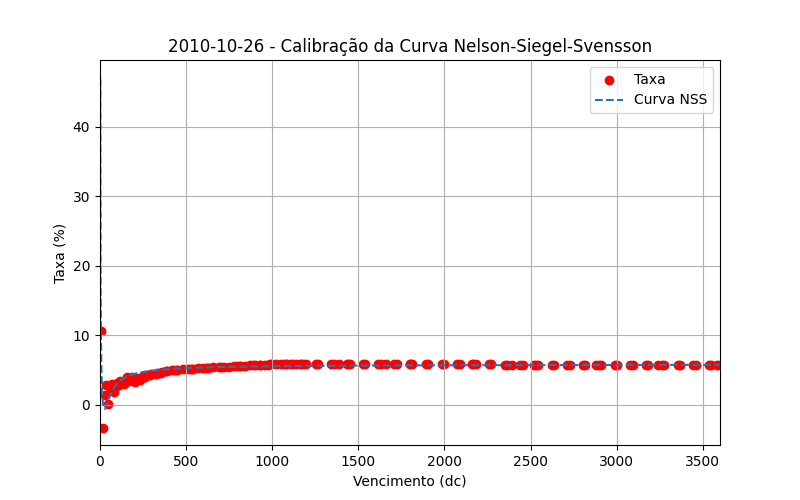 2010-10-26 - Calibração da Curva Nelson-Siegel-Svensson
Taxa
Curva NSS
Taxa (%)
40
30
20
10
0
0 500 1000 1500 2000 2500 3000 3500
Vencimento (dc)